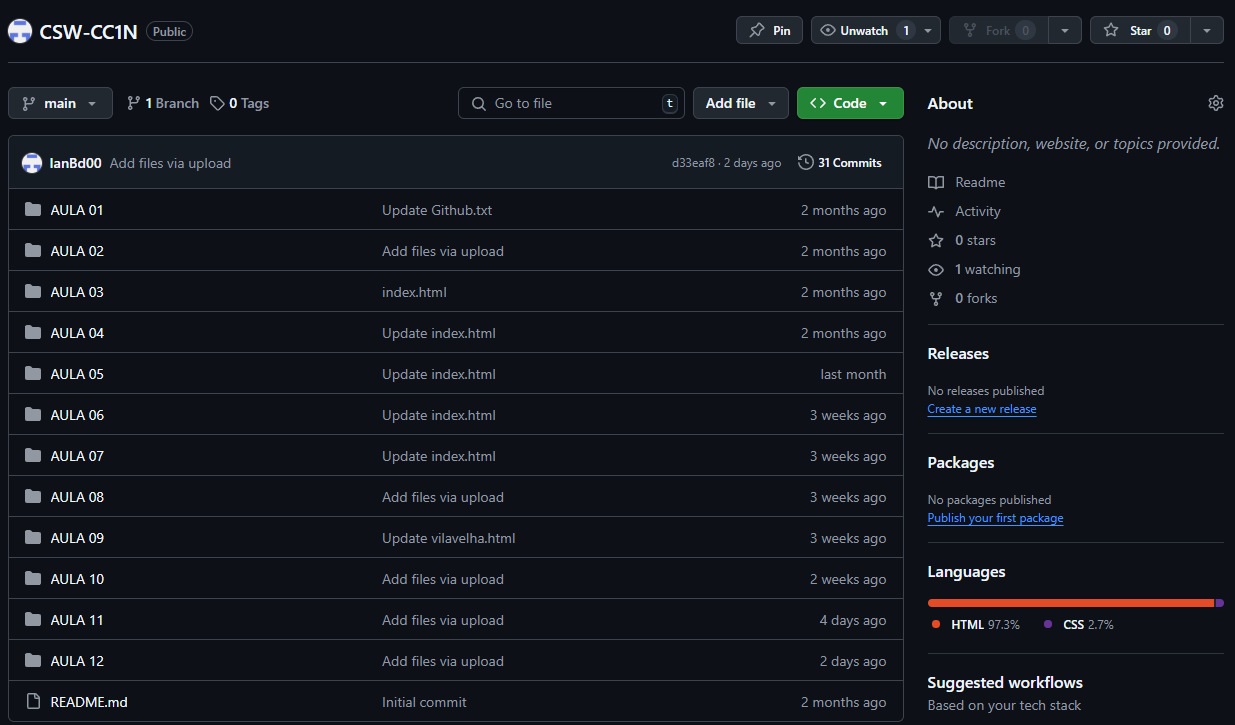 CSW-CC1N Public Pin Unwatch 1 Fork 0 Star 0
main 1 Branch 0 Tags Go to file t Add file Code
IanBd00 Add files via upload d33eaf8 · 2 days ago 31 Commits
AULA 01 Update Github.txt 2 months ago
AULA 02 Add files via upload 2 months ago
AULA 03 index.html 2 months ago
AULA 04 Update index.html 2 months ago
AULA 05 Update index.html last month
AULA 06 Update index.html 3 weeks ago
AULA 07 Update index.html 3 weeks ago
AULA 08 Add files via upload 3 weeks ago
AULA 09 Update vilavelha.html 3 weeks ago
AULA 10 Add files via upload 2 weeks ago
AULA 11 Add files via upload 4 days ago
AULA 12 Add files via upload 2 days ago
README.md Initial commit 2 months ago
About
No description, website, or topics provided.
Readme
Activity
0 stars
1 watching
0 forks
Releases
No releases published
Create a new release
Packages
No packages published
Publish your first package
Languages
HTML 97.3% CSS 2.7%
Suggested workflows
Based on your tech stack